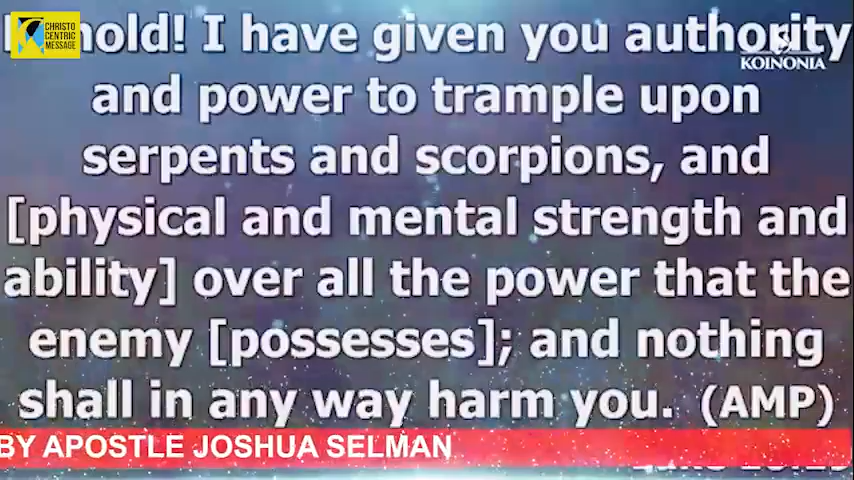 CHRISTO
CENTRIC
MESSAGE
hold! I have given you authority
KOINONIA
and power to trample upon
serpents and scorpions, and
[physical and mental strength and
ability] over all the power that the
enemy [possesses]; and nothing
shall in any way harm you. (AMP)
BY APOSTLE JOSHUA SELMAN